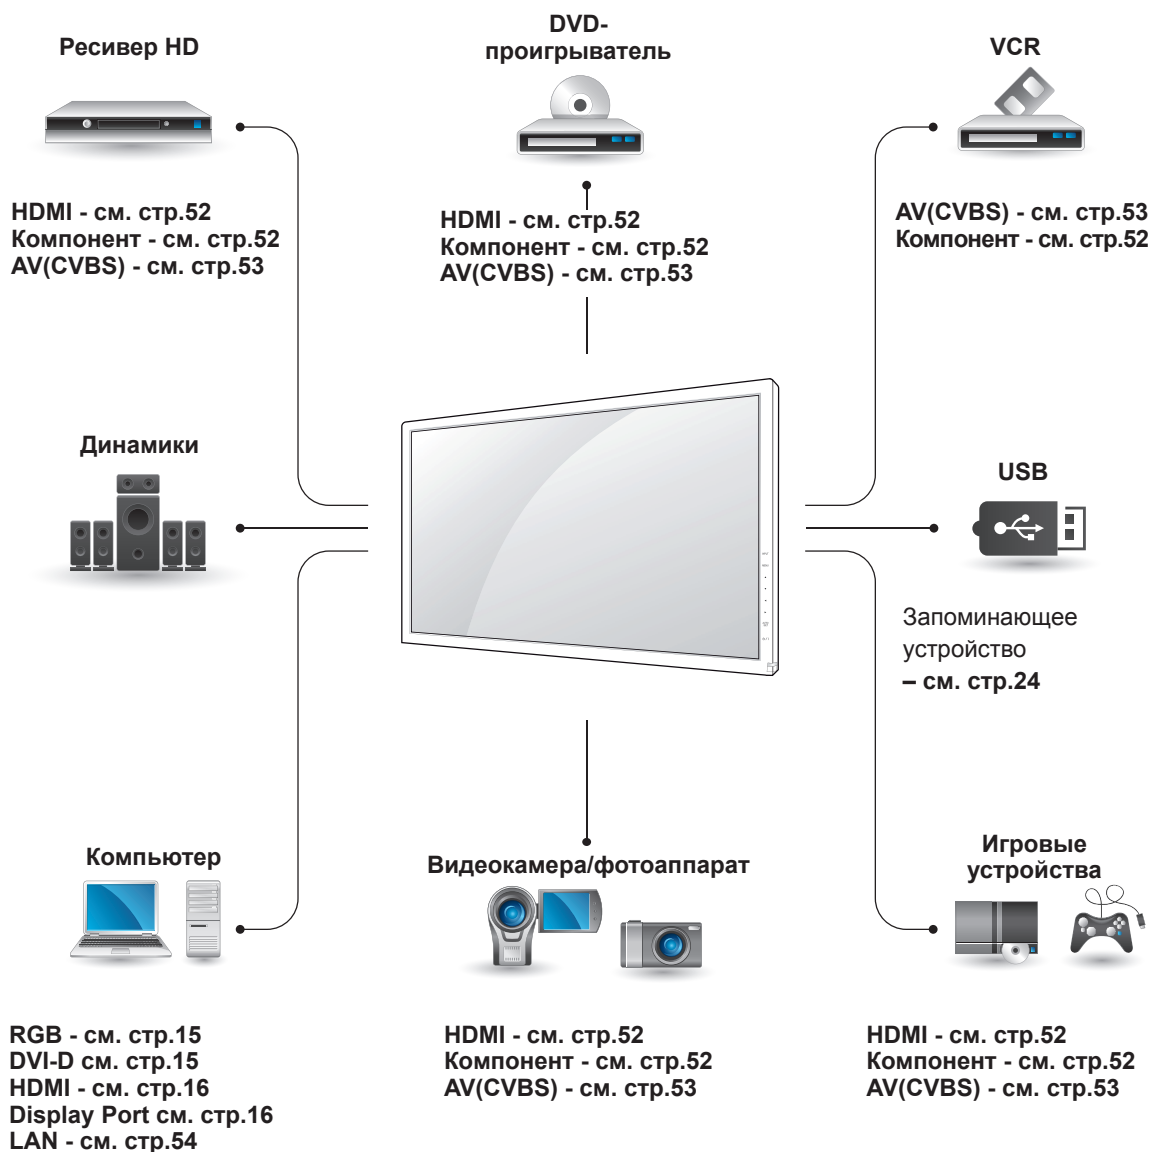 Ресивер HD
HDMI - см. стр.52
Компонент - см. стр.52
AV(CVBS) - см. стр.53
DVD-
проигрыватель
HDMI - см. стр.52
Компонент - см. стр.52
AV(CVBS) - см. стр.53
VCR
AV(CVBS) - см. стр.53
Компонент - см. стр.52
Динамики
USB
Запоминающее
устройство
– см. стр.24
Компьютер
RGB - см. стр.15
DVI-D см. стр.15
HDMI - см. стр.16
Display Port см. стр.16
LAN - см. стр.54
Видеокамера/фотоаппарат
HDMI - см. стр.52
Компонент - см. стр.52
AV(CVBS) - см. стр.53
Игровые
устройства
HDMI - см. стр.52
Компонент - см. стр.52
AV(CVBS) - см. стр.53